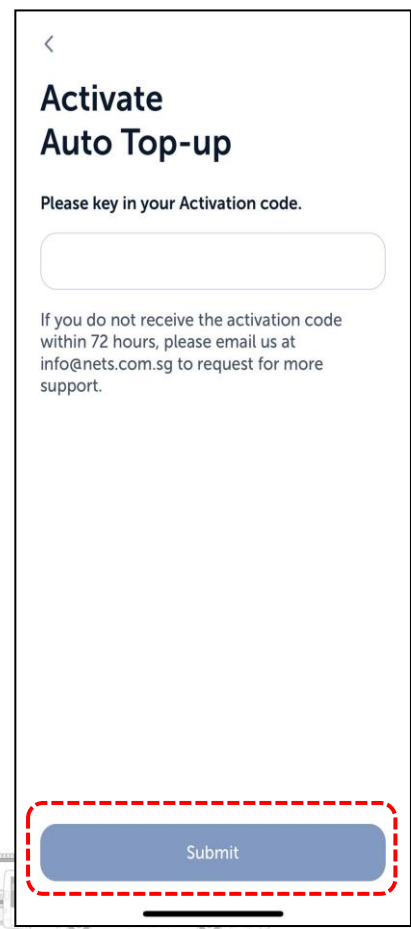 Activate
Auto Top-up
Please key in your Activation code.
If you do not receive the activation code
within 72 hours, please email us at
info@nets.com.sg to request for more
support.
Submit